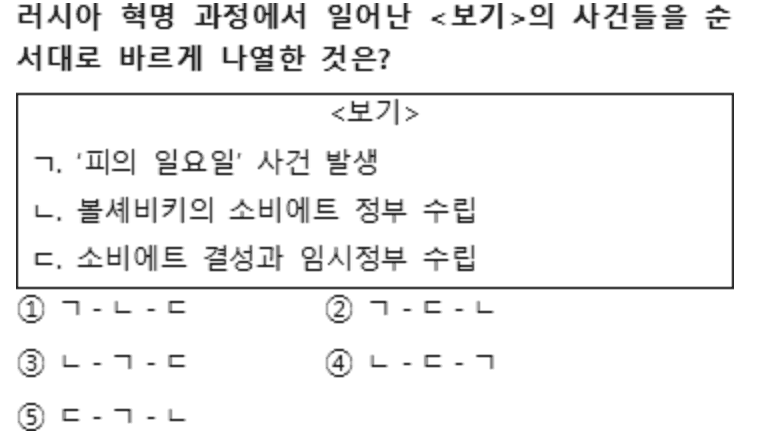 러시아 혁명 과정에서 일어난 <보기>의 사건들을 순
서대로 바르게 나열한 것은?
<보기>
ㄱ. ‘피의 일요일’ 사건 발생
ㄴ. 볼셰비키의 소비에트 정부 수립
ㄷ. 소비에트 결성과 임시정부 수립
① ㄱ - ㄴ - ㄷ ② ㄱ - ㄷ - ㄴ
③ ㄴ - ㄱ - ㄷ ④ ㄴ - ㄷ - ㄱ
⑤ ㄷ - ㄱ - ㄴ